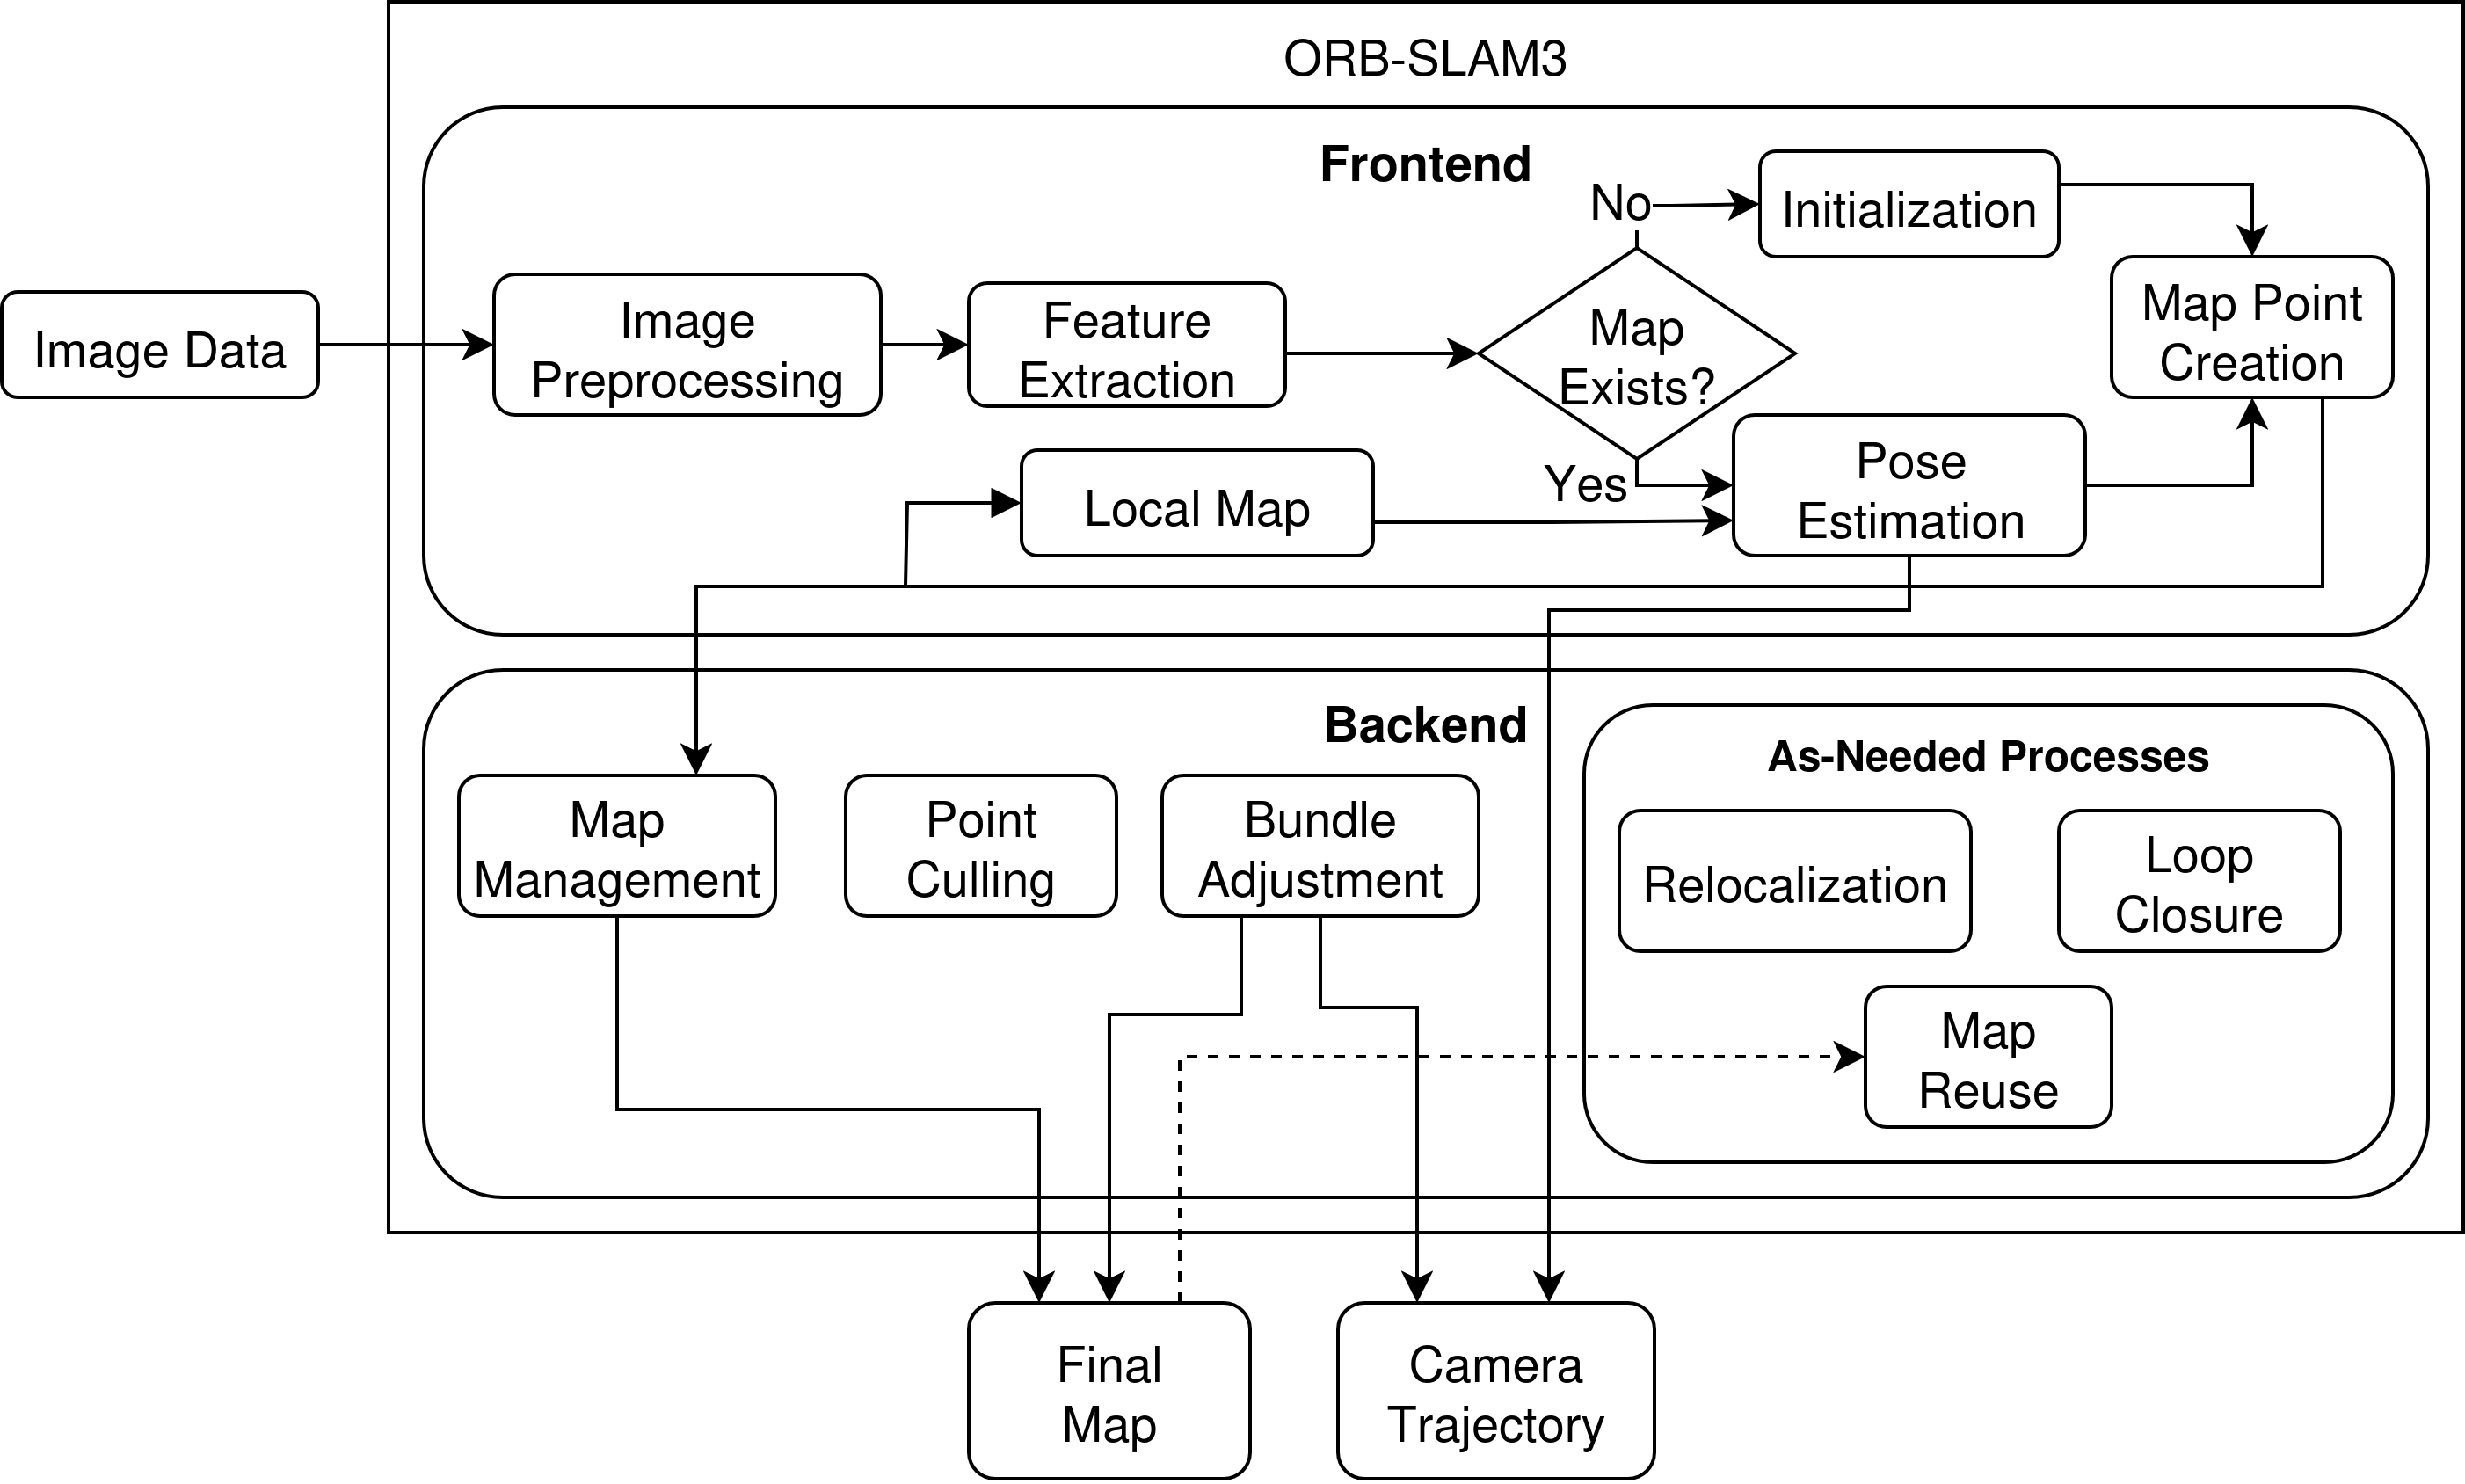 ORB-SLAM3
Frontend
Image Data
Image
Preprocessing
Feature
Extraction
Map
Exists?
No
Initialization
Map Point
Creation
Yes
Pose
Estimation
Local Map
Backend
Map
Management
Point
Culling
Bundle
Adjustment
As-Needed Processes
Relocalization
Loop
Closure
Map
Reuse
Final
Map
Camera
Trajectory